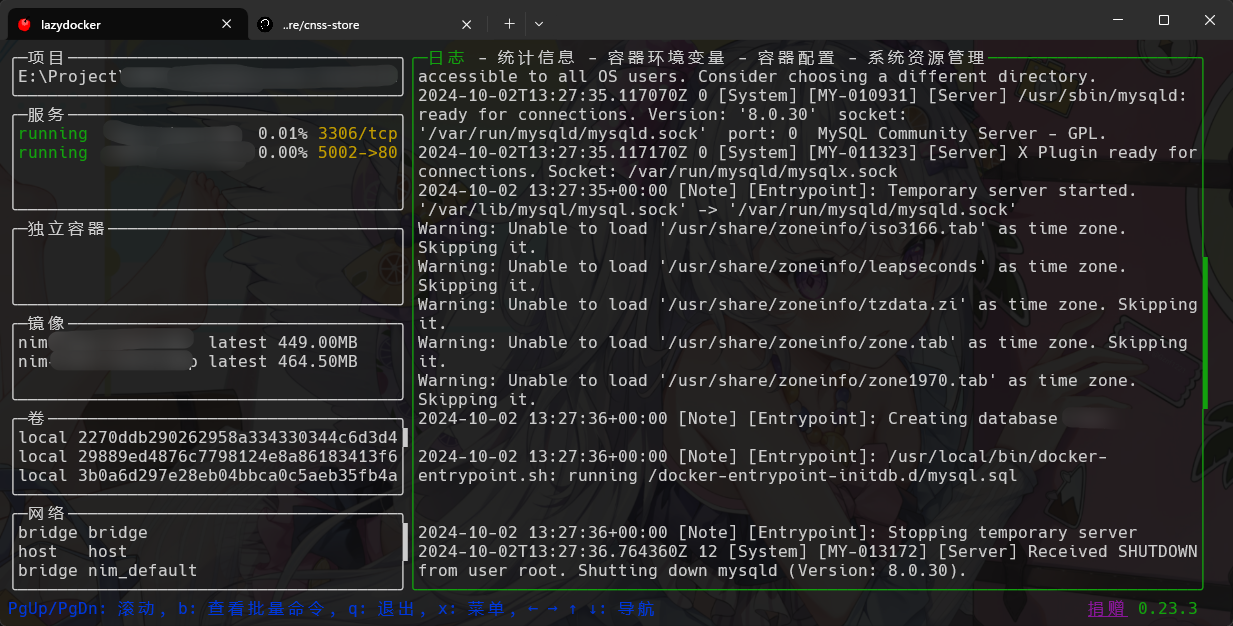 lazydocker
..re/cnss-store
项目
E:\Project\
服务
running 0.01% 3306/tcp
running 0.00% 5002->80
独立容器
镜像
nim latest 449.00MB
nim latest 464.50MB
卷
local 2270ddb290262958a334330344c6d3d4
local 29889ed4876c7798124e8a86183413f6
local 3b0a6d297e28eb04bbca0c5aeb35fb4a
网络
bridge bridge
host host
bridge nim_default
日志 - 统计信息 - 容器环境变量 - 容器配置 - 系统资源管理
accessible to all OS users. Consider choosing a different directory.
2024-10-02T13:27:35.117070Z 0 [System] [MY-010931] [Server] /usr/sbin/mysqld:
ready for connections. Version: '8.0.30'  socket:
'/var/run/mysqld/mysqld.sock'  port: 0  MySQL Community Server - GPL.
2024-10-02T13:27:35.117170Z 0 [System] [MY-011323] [Server] X Plugin ready for
connections. Socket: /var/run/mysqld/mysqlx.sock
2024-10-02 13:27:35+00:00 [Note] [Entrypoint]: Temporary server started.
'/var/lib/mysql/mysql.sock' -> '/var/run/mysqld/mysqld.sock'
Warning: Unable to load '/usr/share/zoneinfo/iso3166.tab' as time zone.
Skipping it.
Warning: Unable to load '/usr/share/zoneinfo/leapseconds' as time zone.
Skipping it.
Warning: Unable to load '/usr/share/zoneinfo/tzdata.zi' as time zone. Skipping
it.
Warning: Unable to load '/usr/share/zoneinfo/zone.tab' as time zone. Skipping
it.
Warning: Unable to load '/usr/share/zoneinfo/zone1970.tab' as time zone.
Skipping it.
2024-10-02 13:27:36+00:00 [Note] [Entrypoint]: Creating database
2024-10-02 13:27:36+00:00 [Note] [Entrypoint]: /usr/local/bin/docker-
entrypoint.sh: running /docker-entrypoint-initdb.d/mysql.sql
2024-10-02 13:27:36+00:00 [Note] [Entrypoint]: Stopping temporary server
2024-10-02T13:27:36.764360Z 12 [System] [MY-013172] [Server] Received SHUTDOWN
from user root. Shutting down mysqld (Version: 8.0.30).
PgUp/PgDn: 滚动, b: 查看批量命令, q: 退出, x: 菜单, ← → ↑ ↓: 导航
捐赠 0.23.3